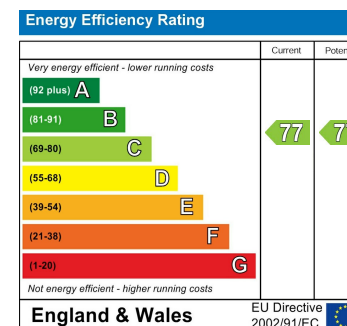 Energy Efficiency Rating
Current
Very energy efficient - lower running costs
(92 plus) A
(81-91) B
(69-80) C
77
(55-68) D
(39-54) E
(21-38) F
(1-20) G
Not energy efficient - higher running costs
England & Wales
EU Directive
2002/91/EC